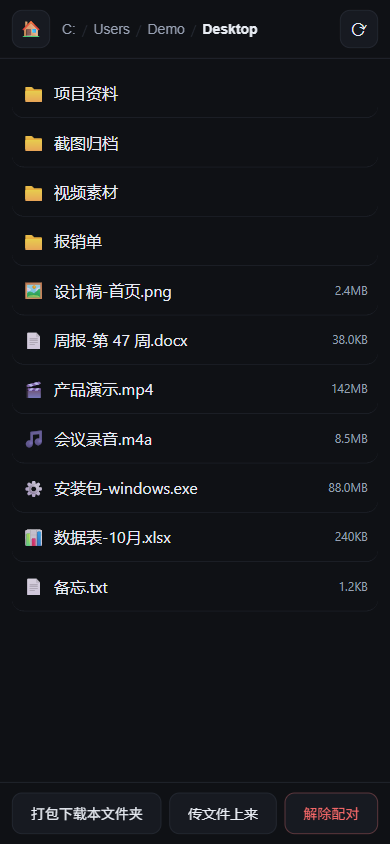 C: / Users / Demo / Desktop
项目资料
截图归档
视频素材
报销单
设计稿-首页.png 2.4MB
周报-第 47 周.docx 38.0KB
产品演示.mp4 142MB
会议录音.m4a 8.5MB
安装包-windows.exe 88.0MB
数据表-10月.xlsx 240KB
备忘.txt 1.2KB
打包下载本文件夹 传文件上来 解除配对